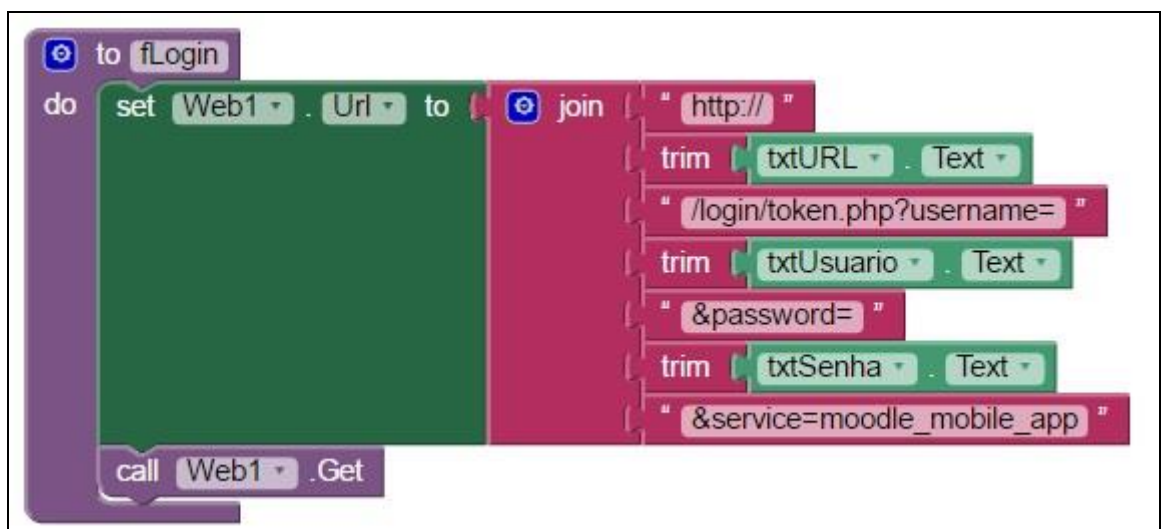 to fLogin
do set Web1 . Url to join " http:// "
trim txtURL . Text
" /login/token.php?username= "
trim txtUsuario . Text
" &password= "
trim txtSenha . Text
" &service=moodle_mobile_app "
call Web1 .Get